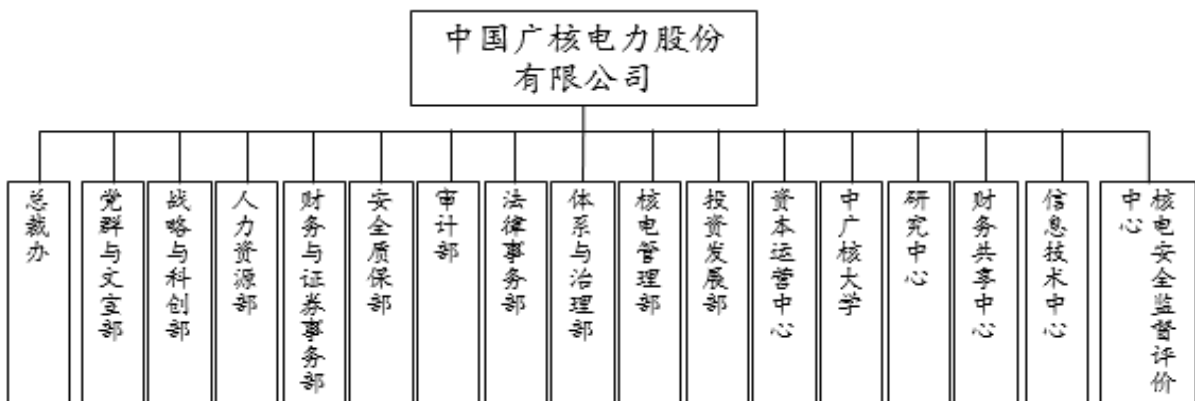 中国广核电力股份
有限公司
总裁办
党群与文宣部
战略与科创部
人力资源部
财务与证券事务部
安全质保部
审计部
法律事务部
体系与治理部
核电管理部
投资发展部
资本运营中心
中广核大学
研究中心
财务共享中心
信息技术中心
核电安全监督评价
中心